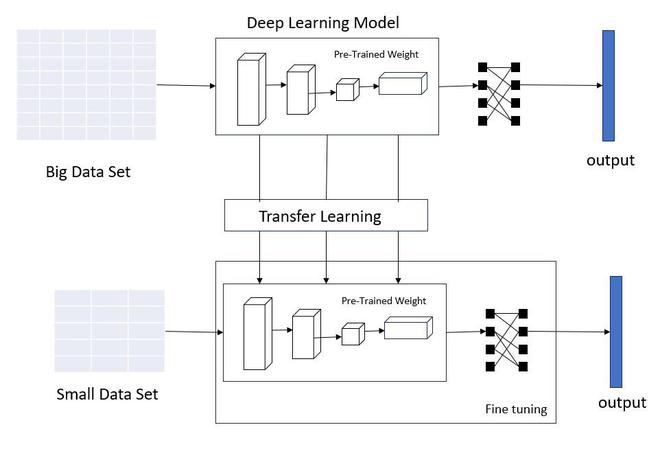 Deep Learning Model
Pre-Trained Weight
Big Data Set
output
Transfer Learning
Pre-Trained Weight
Small Data Set
output
Fine tuning